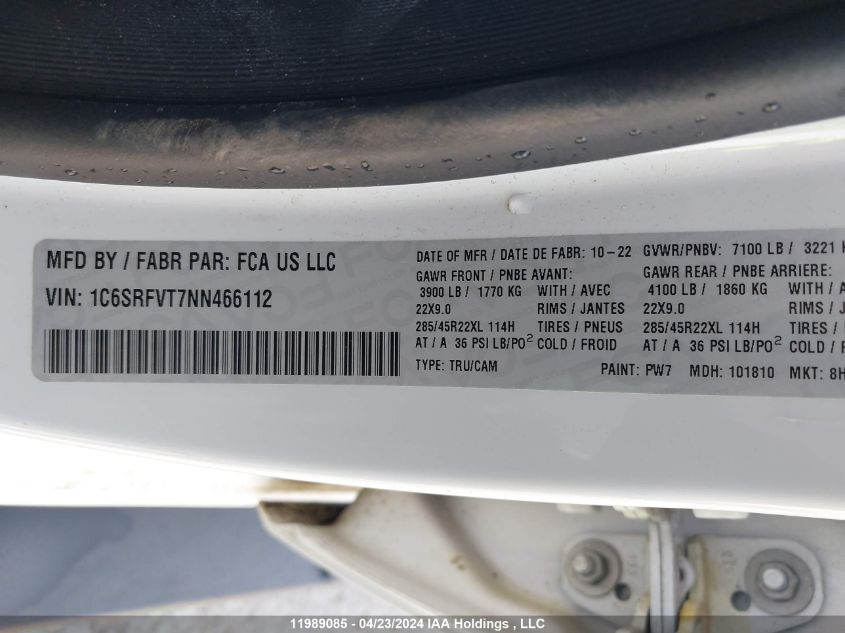 MFD BY / FABR PAR: FCA US LLC
VIN: 1C6SRFVT7NN466112
DATE OF MFR / DATE DE FABR: 10-22 GVWR/PNBV: 7100 LB / 3221
GAWR FRONT / PNBE AVANT: GAWR REAR / PNBE ARRIERE:
3900 LB / 1770 KG WITH / AVEC 4100 LB / 1860 KG WITH /
22X9.0 RIMS / JANTES 22X9.0 RIMS /
285/45R22XL 114H TIRES / PNEUS 285/45R22XL 114H TIRES /
AT / A 36 PSI LB/PO² COLD / FROID AT / A 36 PSI LB/PO² COLD /
TYPE: TRU/CAM PAINT: PW7 MDH: 101810 MKT:
11989085 - 04/23/2024 IAA Holdings , LLC